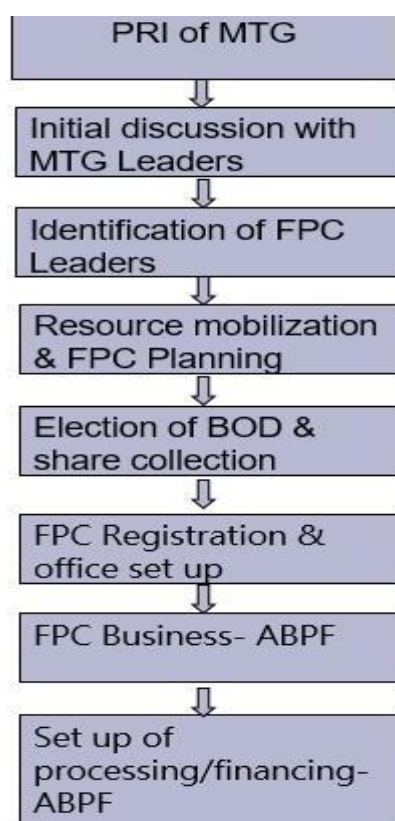 PRI of MTG
Initial discussion with
MTG Leaders
Identification of FPC
Leaders
Resource mobilization
& FPC Planning
Election of BOD &
share collection
FPC Registration &
office set up
FPC Business- ABPF
Set up of
processing/financing-
ABPF